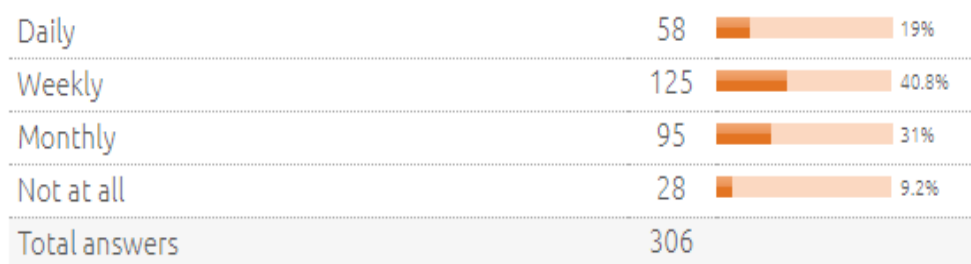 Daily 58 19%
Weekly 125 40.8%
Monthly 95 31%
Not at all 28 9.2%
Total answers 306